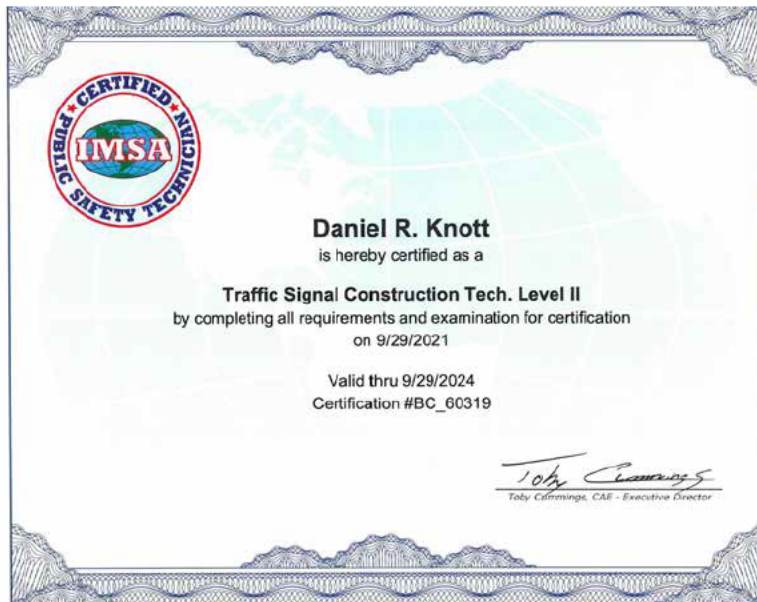 CERTIFIED
PUBLIC SAFETY TECHNICIAN
IMSA
Daniel R. Knott
is hereby certified as a
Traffic Signal Construction Tech. Level II
by completing all requirements and examination for certification
on 9/29/2021
Valid thru 9/29/2024
Certification #BC_60319
Toby Cummings
Toby Cummings, CAE - Executive Director